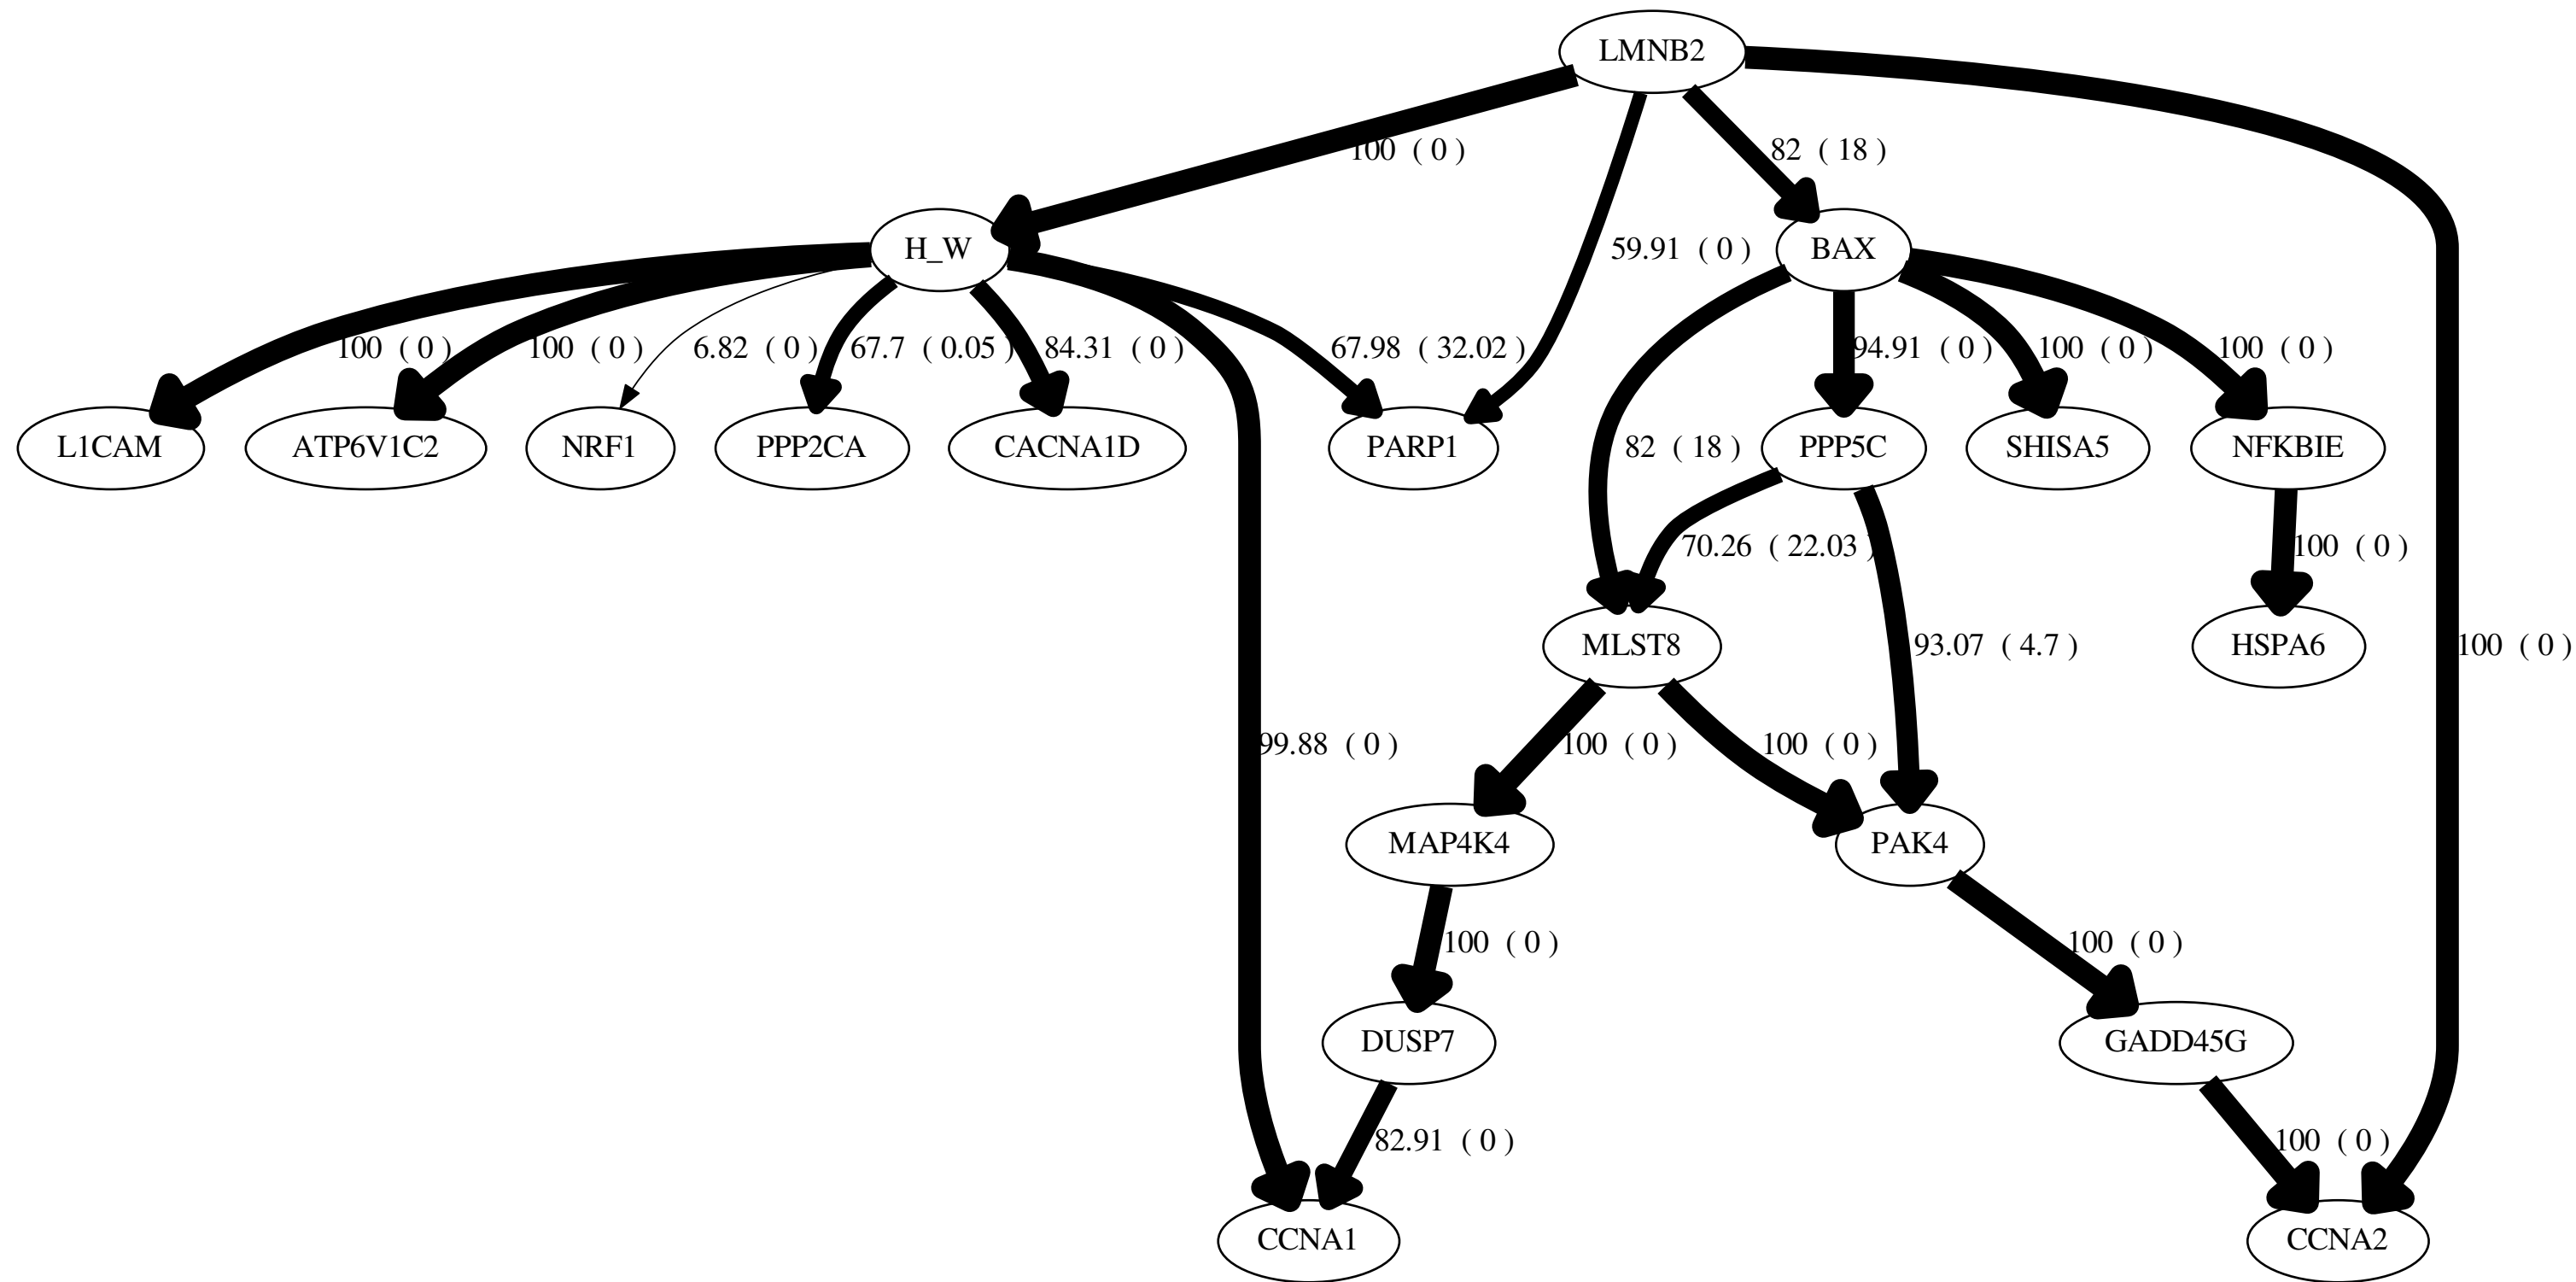 LMNB2
100 ( 0 )
82 ( 18 )
H_W
59.91 ( 0 )
BAX
100 ( 0 )
100 ( 0 )
6.82 ( 0 )
67.7 ( 0.05 )
84.31 ( 0 )
67.98 ( 32.02 )
94.91 ( 0 )
100 ( 0 )
100 ( 0 )
L1CAM
ATP6V1C2
NRF1
PPP2CA
CACNA1D
PARP1
82 ( 18 )
PPP5C
SHISA5
NFKBIE
70.26 ( 22.03 )
100 ( 0 )
MLST8
93.07 ( 4.7 )
HSPA6
100 ( 0 )
99.88 ( 0 )
100 ( 0 )
100 ( 0 )
MAP4K4
PAK4
100 ( 0 )
100 ( 0 )
DUSP7
GADD45G
82.91 ( 0 )
100 ( 0 )
CCNA1
CCNA2